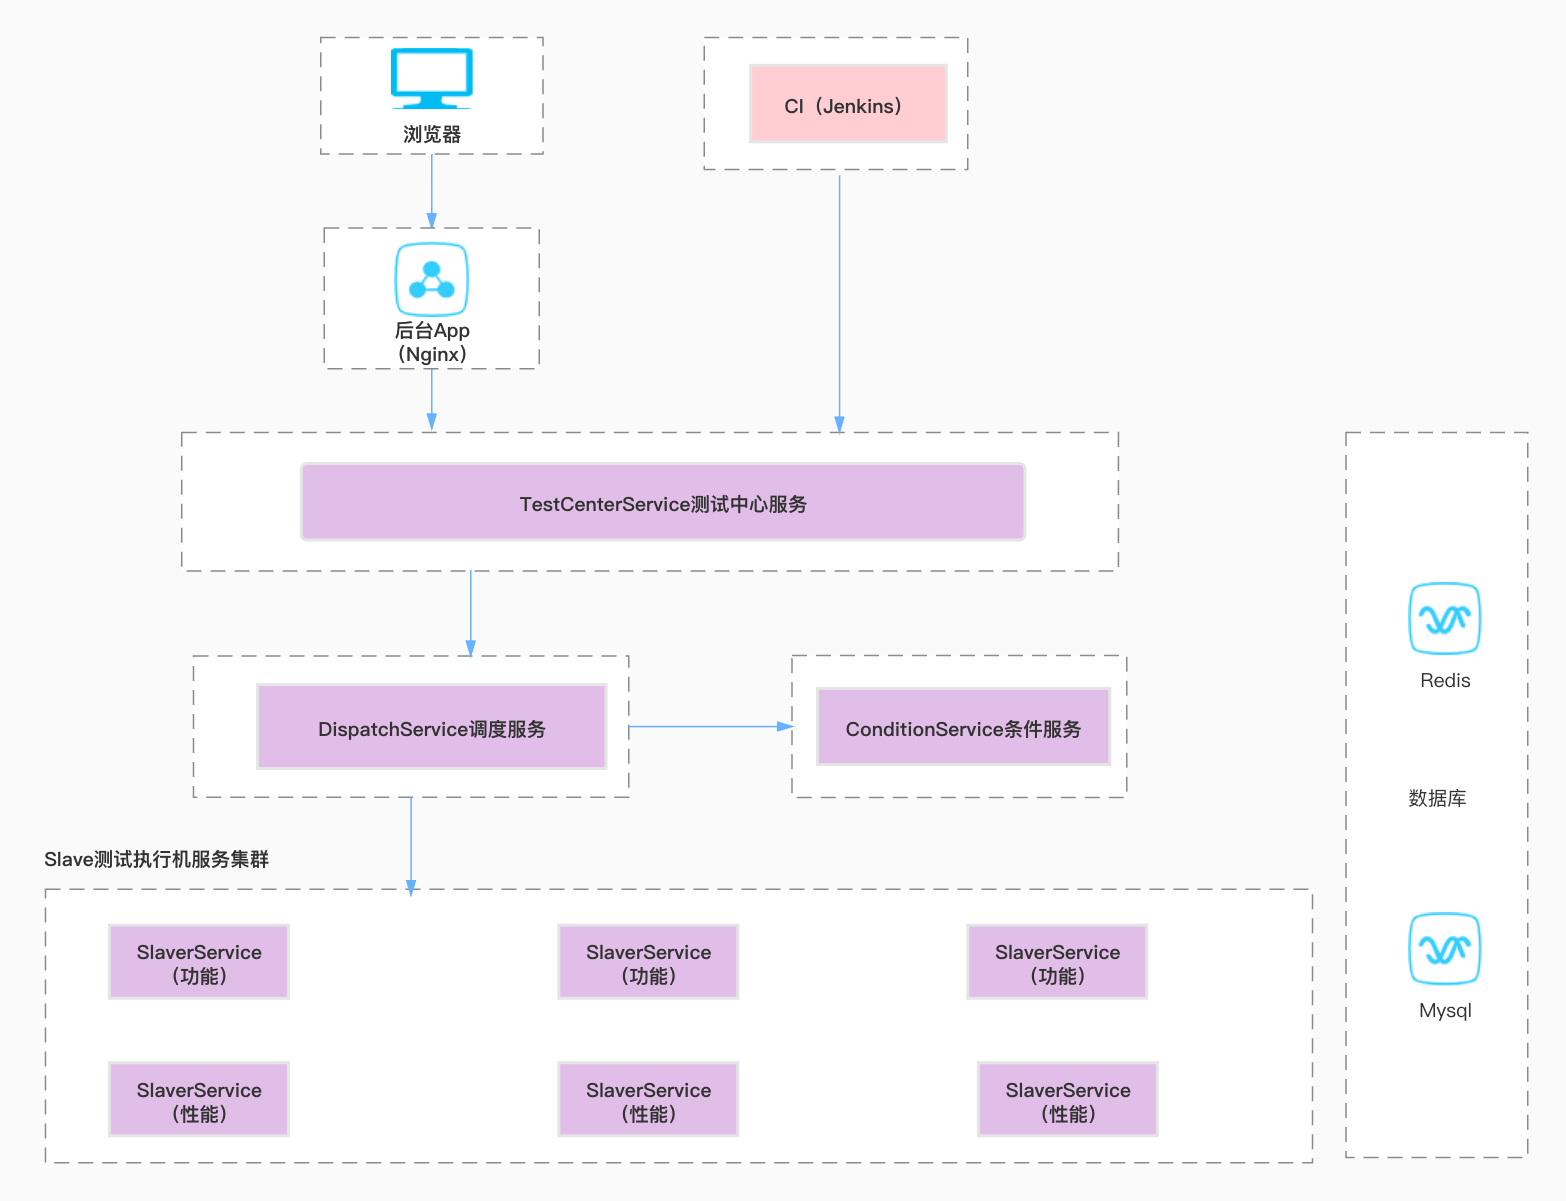 浏览器
CI（Jenkins）
后台App
（Nginx）
TestCenterService测试中心服务
DispatchService调度服务
ConditionService条件服务
Redis
数据库
Mysql
Slave测试执行机服务集群
SlaverService
（功能）
SlaverService
（功能）
SlaverService
（功能）
SlaverService
（性能）
SlaverService
（性能）
SlaverService
（性能）